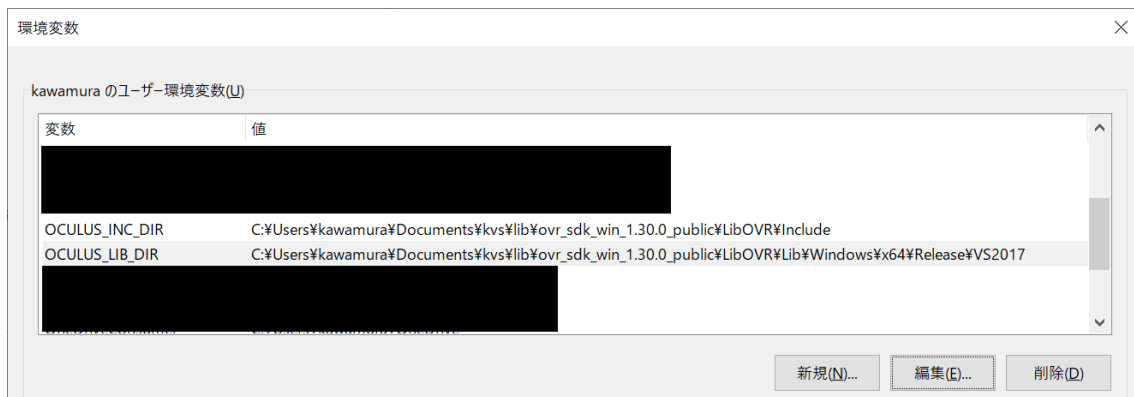 環境変数
kawamura のユーザー環境変数(U)
変数 値
OCULUS_INC_DIR C:¥Users¥kawamura¥Documents¥kvs¥lib¥ovr_sdk_win_1.30.0_public¥LibOVR¥Include
OCULUS_LIB_DIR C:¥Users¥kawamura¥Documents¥kvs¥lib¥ovr_sdk_win_1.30.0_public¥LibOVR¥Lib¥Windows¥x64¥Release¥VS2017
新規(N)... 編集(E)... 削除(D)